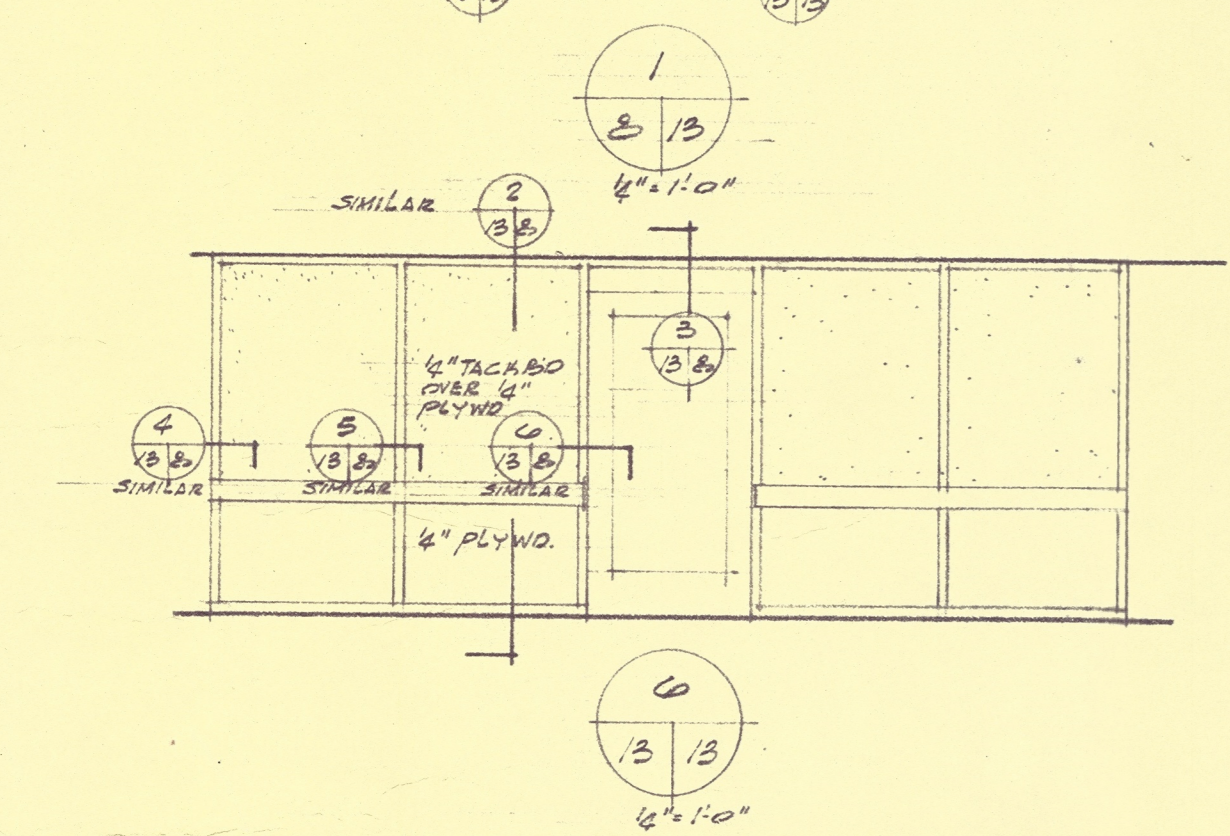 13 13
1
8 13
¼" = 1'-0"
SIMILAR
2
13 8
3
13 8
¼" TACKBD
OVER ¼"
PLYWD
4
13 8
SIMILAR
5
13 8
SIMILAR
6
13 8
SIMILAR
¼" PLYWD.
6
13 13
¼" = 1'-0"